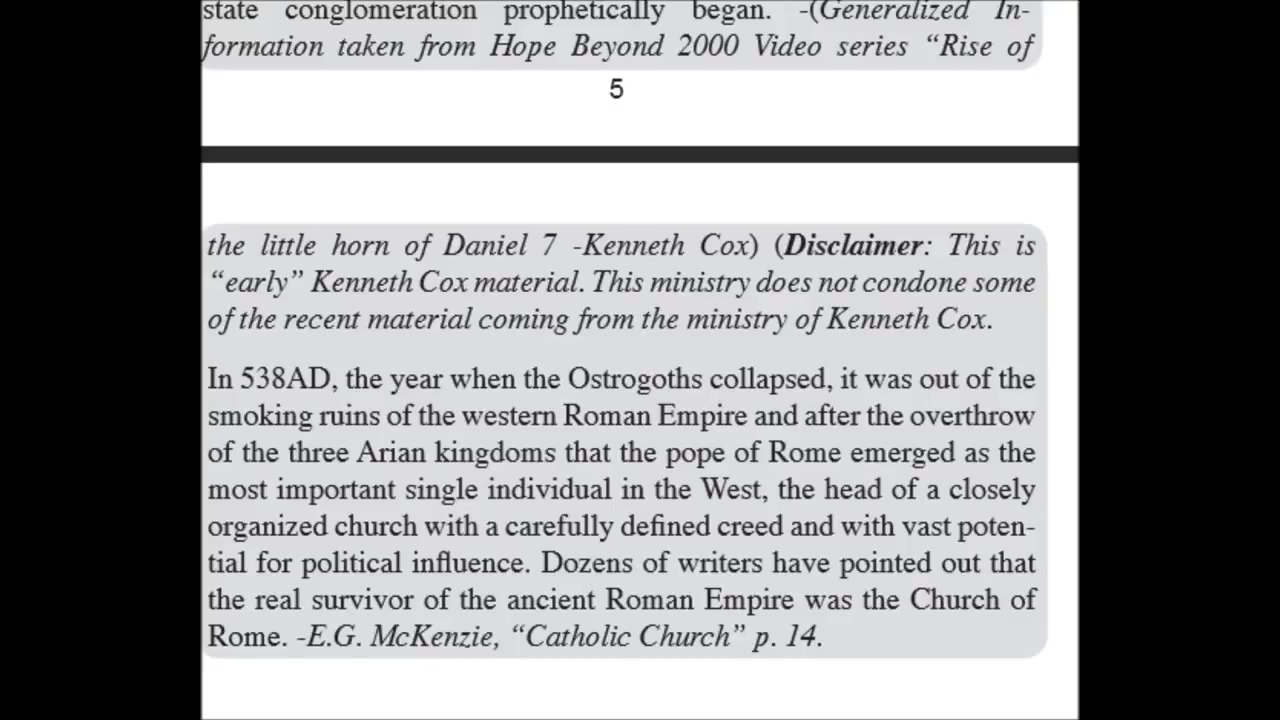 state conglomeration prophetically began. -(Generalized In-
formation taken from Hope Beyond 2000 Video series “Rise of
5
the little horn of Daniel 7 -Kenneth Cox) (Disclaimer: This is
“early” Kenneth Cox material. This ministry does not condone some
of the recent material coming from the ministry of Kenneth Cox.
In 538AD, the year when the Ostrogoths collapsed, it was out of the
smoking ruins of the western Roman Empire and after the overthrow
of the three Arian kingdoms that the pope of Rome emerged as the
most important single individual in the West, the head of a closely
organized church with a carefully defined creed and with vast poten-
tial for political influence. Dozens of writers have pointed out that
the real survivor of the ancient Roman Empire was the Church of
Rome. -E.G. McKenzie, “Catholic Church” p. 14.